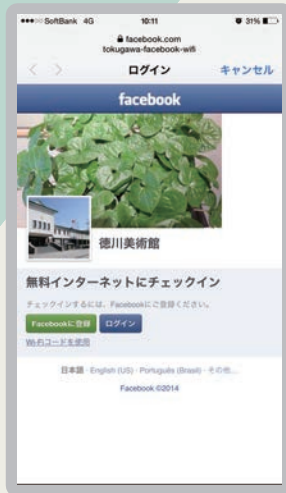 SoftBank 4G 10:11 31%
facebook.com
tokugawa-facebook-wifi
ログイン キャンセル
facebook
徳川美術館
無料インターネットにチェックイン
チェックインするには、Facebookにご登録ください。
Facebookに登録 ログイン
Wi-Fiコードを使用
日本語 · English (US) · Português (Brasil) · その他...
Facebook ©2014